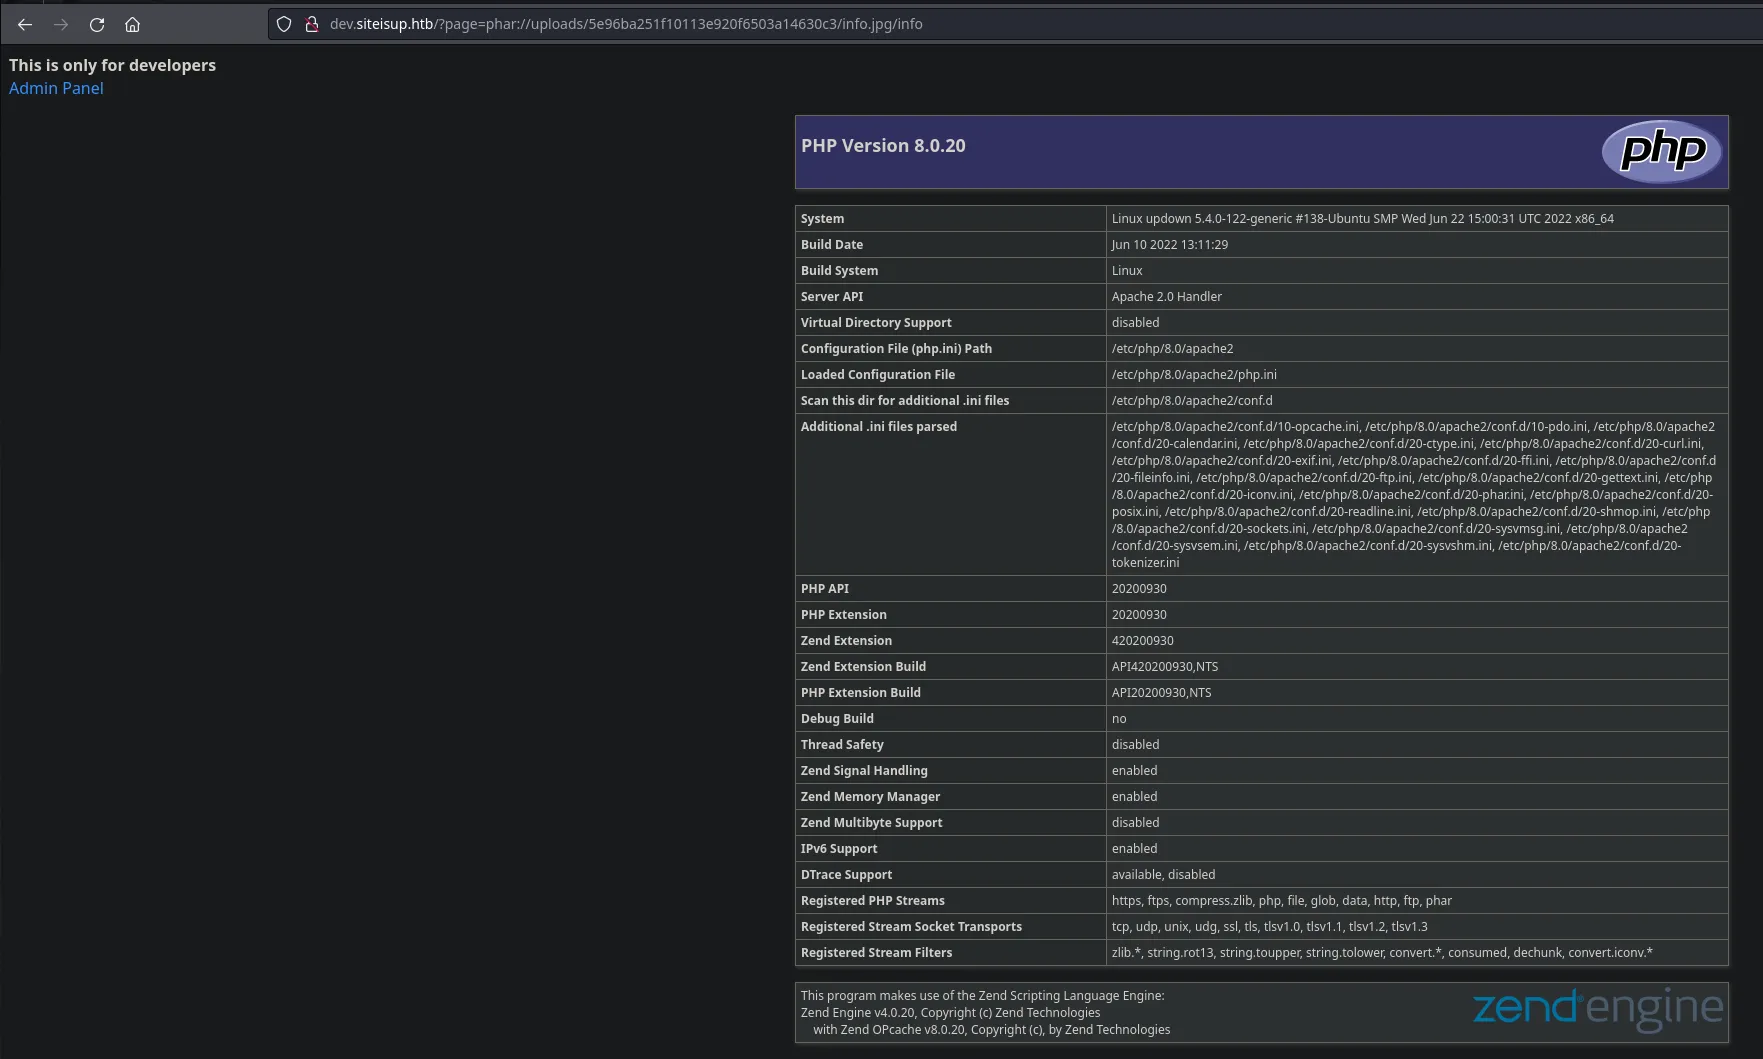 dev.siteisup.htb/?page=phar://uploads/5e96ba251f10113e920f6503a14630c3/info.jpg/info
This is only for developers
Admin Panel
PHP Version 8.0.20
php
System Linux updown 5.4.0-122-generic #138-Ubuntu SMP Wed Jun 22 15:00:31 UTC 2022 x86_64
Build Date Jun 10 2022 13:11:29
Build System Linux
Server API Apache 2.0 Handler
Virtual Directory Support disabled
Configuration File (php.ini) Path /etc/php/8.0/apache2
Loaded Configuration File /etc/php/8.0/apache2/php.ini
Scan this dir for additional .ini files /etc/php/8.0/apache2/conf.d
Additional .ini files parsed /etc/php/8.0/apache2/conf.d/10-opcache.ini, /etc/php/8.0/apache2/conf.d/10-pdo.ini, /etc/php/8.0/apache2
/conf.d/20-calendar.ini, /etc/php/8.0/apache2/conf.d/20-ctype.ini, /etc/php/8.0/apache2/conf.d/20-curl.ini,
/etc/php/8.0/apache2/conf.d/20-exif.ini, /etc/php/8.0/apache2/conf.d/20-ffi.ini, /etc/php/8.0/apache2/conf.d
/20-fileinfo.ini, /etc/php/8.0/apache2/conf.d/20-ftp.ini, /etc/php/8.0/apache2/conf.d/20-gettext.ini, /etc/php
/8.0/apache2/conf.d/20-iconv.ini, /etc/php/8.0/apache2/conf.d/20-phar.ini, /etc/php/8.0/apache2/conf.d/20-
posix.ini, /etc/php/8.0/apache2/conf.d/20-readline.ini, /etc/php/8.0/apache2/conf.d/20-shmop.ini, /etc/php
/8.0/apache2/conf.d/20-sockets.ini, /etc/php/8.0/apache2/conf.d/20-sysvmsg.ini, /etc/php/8.0/apache2
/conf.d/20-sysvsem.ini, /etc/php/8.0/apache2/conf.d/20-sysvshm.ini, /etc/php/8.0/apache2/conf.d/20-
tokenizer.ini
PHP API 20200930
PHP Extension 20200930
Zend Extension 420200930
Zend Extension Build API420200930,NTS
PHP Extension Build API20200930,NTS
Debug Build no
Thread Safety disabled
Zend Signal Handling enabled
Zend Memory Manager enabled
Zend Multibyte Support disabled
IPv6 Support enabled
DTrace Support available, disabled
Registered PHP Streams https, ftps, compress.zlib, php, file, glob, data, http, ftp, phar
Registered Stream Socket Transports tcp, udp, unix, udg, ssl, tls, tlsv1.0, tlsv1.1, tlsv1.2, tlsv1.3
Registered Stream Filters zlib.*, string.rot13, string.toupper, string.tolower, convert.*, consumed, dechunk, convert.iconv.*
This program makes use of the Zend Scripting Language Engine:
Zend Engine v4.0.20, Copyright (c) Zend Technologies
with Zend OPcache v8.0.20, Copyright (c), by Zend Technologies
zend® engine